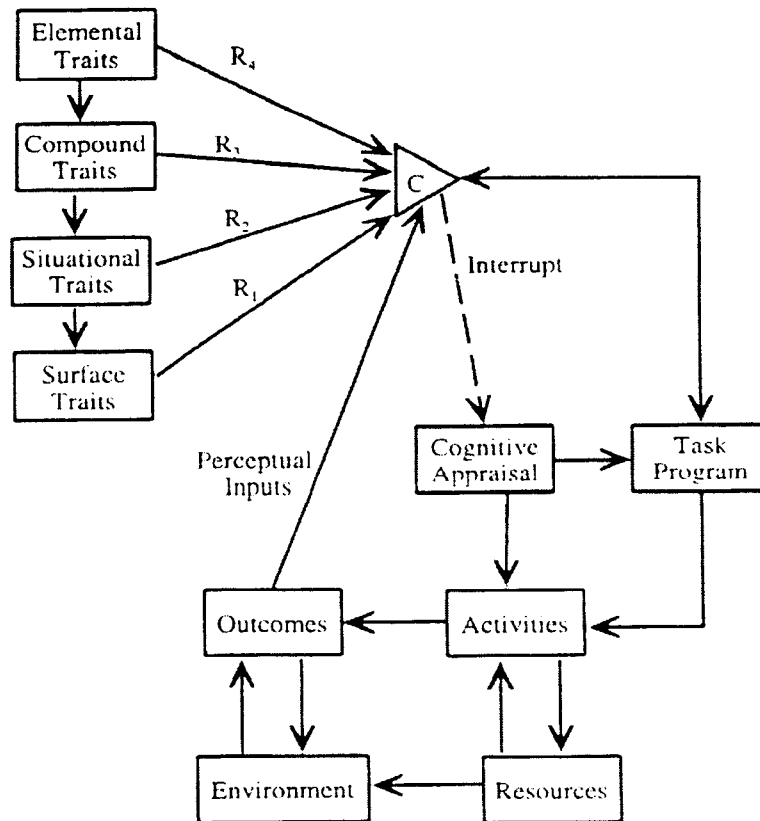 Elemental
Traits
R₄
Compound
Traits
R₃
C
R₂
Situational
Traits
Interrupt
R₁
Surface
Traits
Cognitive
Appraisal
Task
Program
Perceptual
Inputs
Outcomes
Activities
Environment
Resources